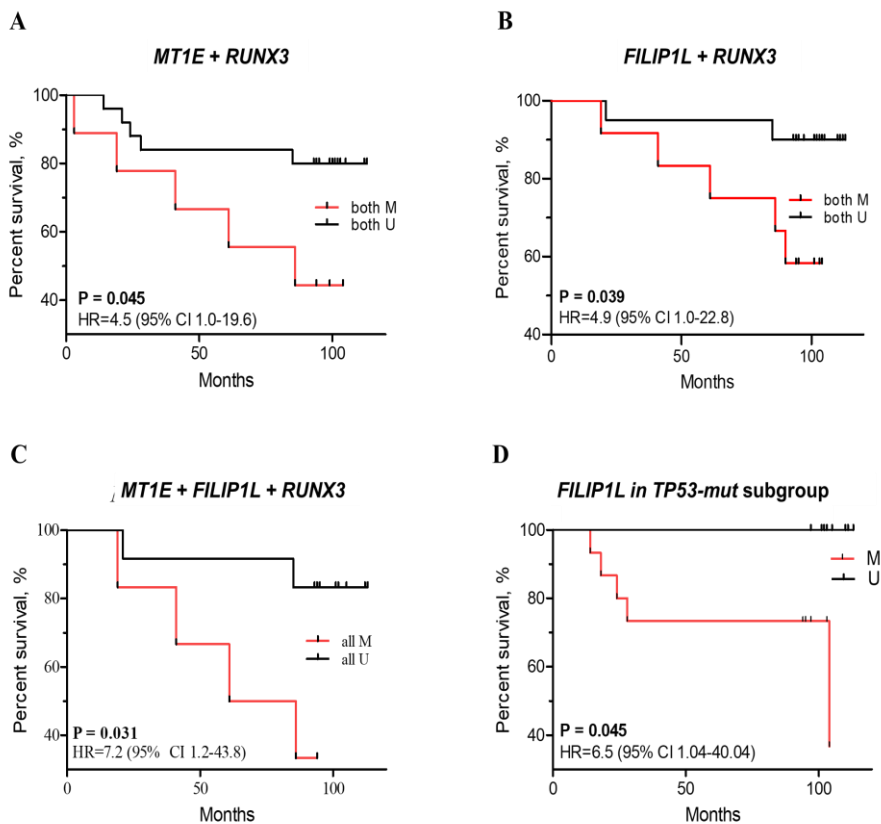 A
MT1E + RUNX3
Percent survival, %
100
80
60
40
both M
both U
P = 0.045
HR=4.5 (95% CI 1.0-19.6)
0
50
100
Months
B
FILIP1L + RUNX3
Percent survival, %
100
80
60
40
both M
both U
P = 0.039
HR=4.9 (95% CI 1.0-22.8)
0
50
100
Months
C
MT1E + FILIP1L + RUNX3
Percent survival, %
100
80
60
40
all M
all U
P = 0.031
HR=7.2 (95% CI 1.2-43.8)
0
50
100
Months
D
FILIP1L in TP53-mut subgroup
Percent survival, %
100
80
60
40
M
U
P = 0.045
HR=6.5 (95% CI 1.04-40.04)
0
50
100
Months